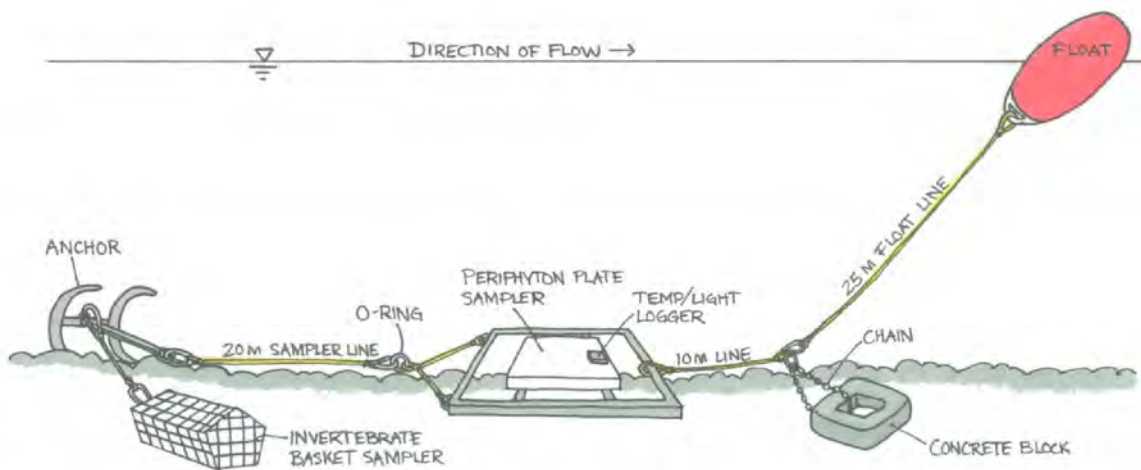 DIRECTION OF FLOW →
FLOAT
25 M FLOAT LINE
ANCHOR
PERIPHYTON PLATE
SAMPLER
TEMP/LIGHT
LOGGER
O-RING
20 M SAMPLER LINE
10 M LINE
CHAIN
INVERTEBRATE
BASKET SAMPLER
CONCRETE BLOCK